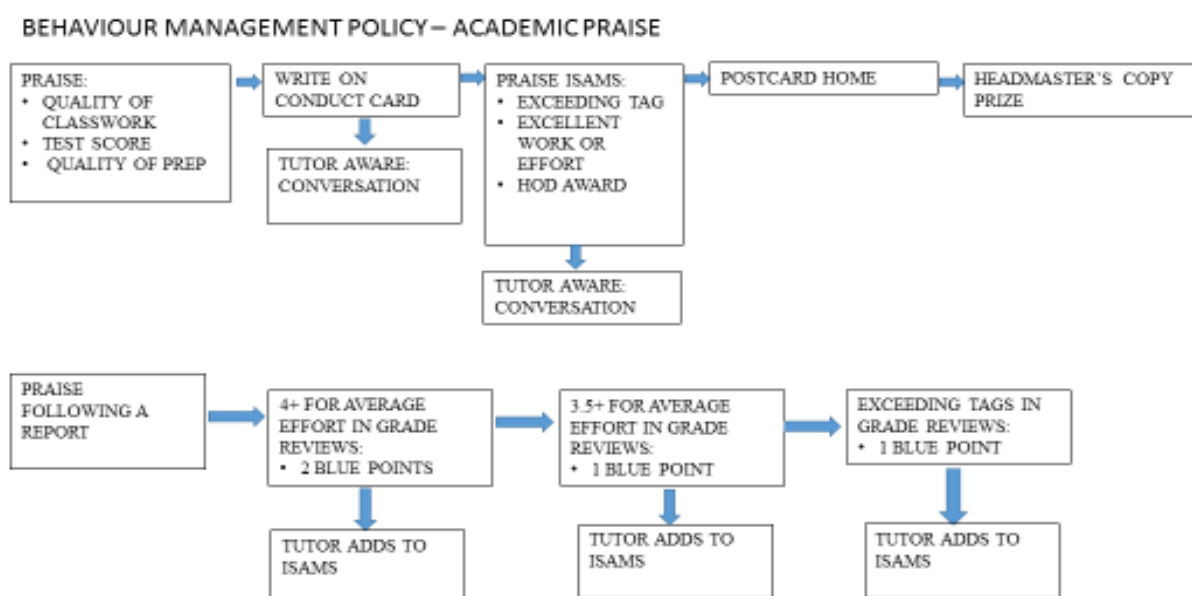 BEHAVIOUR MANAGEMENT POLICY – ACADEMIC PRAISE
PRAISE:
• QUALITY OF
CLASSWORK
• TEST SCORE
• QUALITY OF PREP
WRITE ON
CONDUCT CARD
TUTOR AWARE:
CONVERSATION
PRAISE ISAMS:
• EXCEEDING TAG
• EXCELLENT
WORK OR
EFFORT
• HOD AWARD
TUTOR AWARE:
CONVERSATION
POSTCARD HOME
HEADMASTER'S COPY
PRIZE
PRAISE
FOLLOWING A
REPORT
4+ FOR AVERAGE
EFFORT IN GRADE
REVIEWS:
• 2 BLUE POINTS
TUTOR ADDS TO
ISAMS
3.5+ FOR AVERAGE
EFFORT IN GRADE
REVIEWS:
• 1 BLUE POINT
TUTOR ADDS TO
ISAMS
EXCEEDING TAGS IN
GRADE REVIEWS:
• 1 BLUE POINT
TUTOR ADDS TO
ISAMS